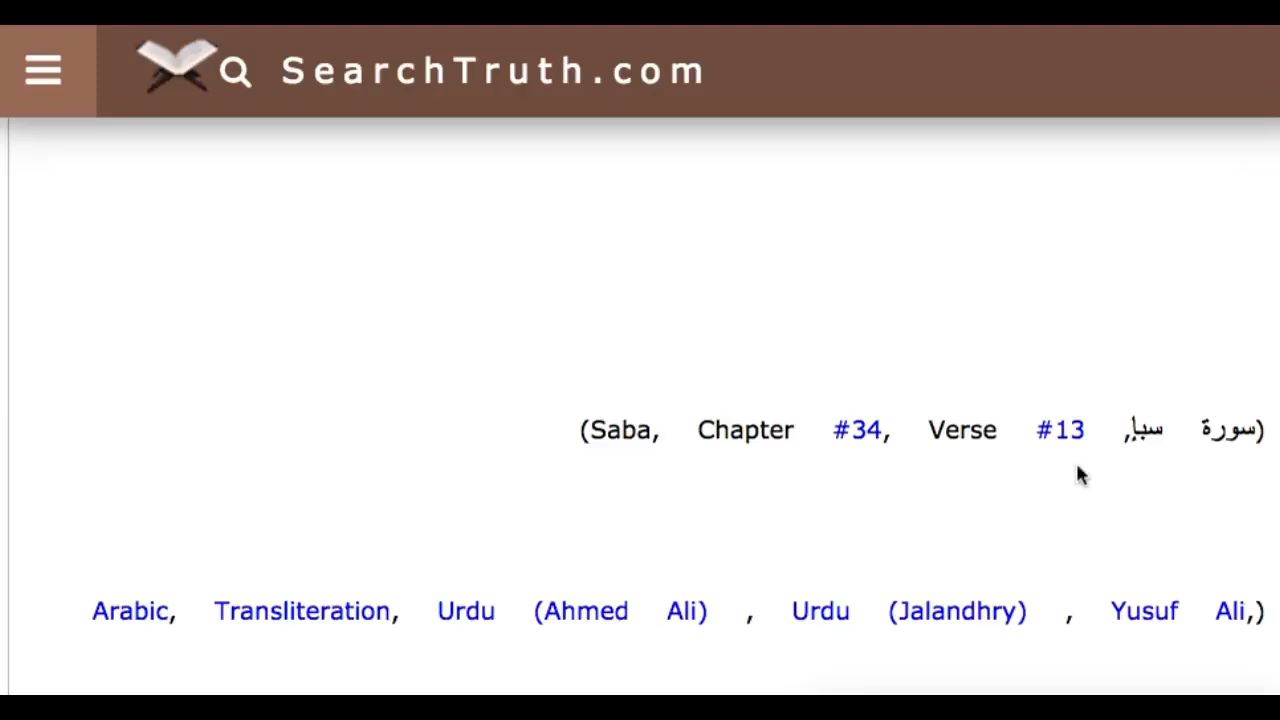 SearchTruth.com
(Saba, Chapter #34, Verse #13 سورة سبإ,)
Arabic, Transliteration, Urdu (Ahmed Ali) , Urdu (Jalandhry) , Yusuf Ali,)